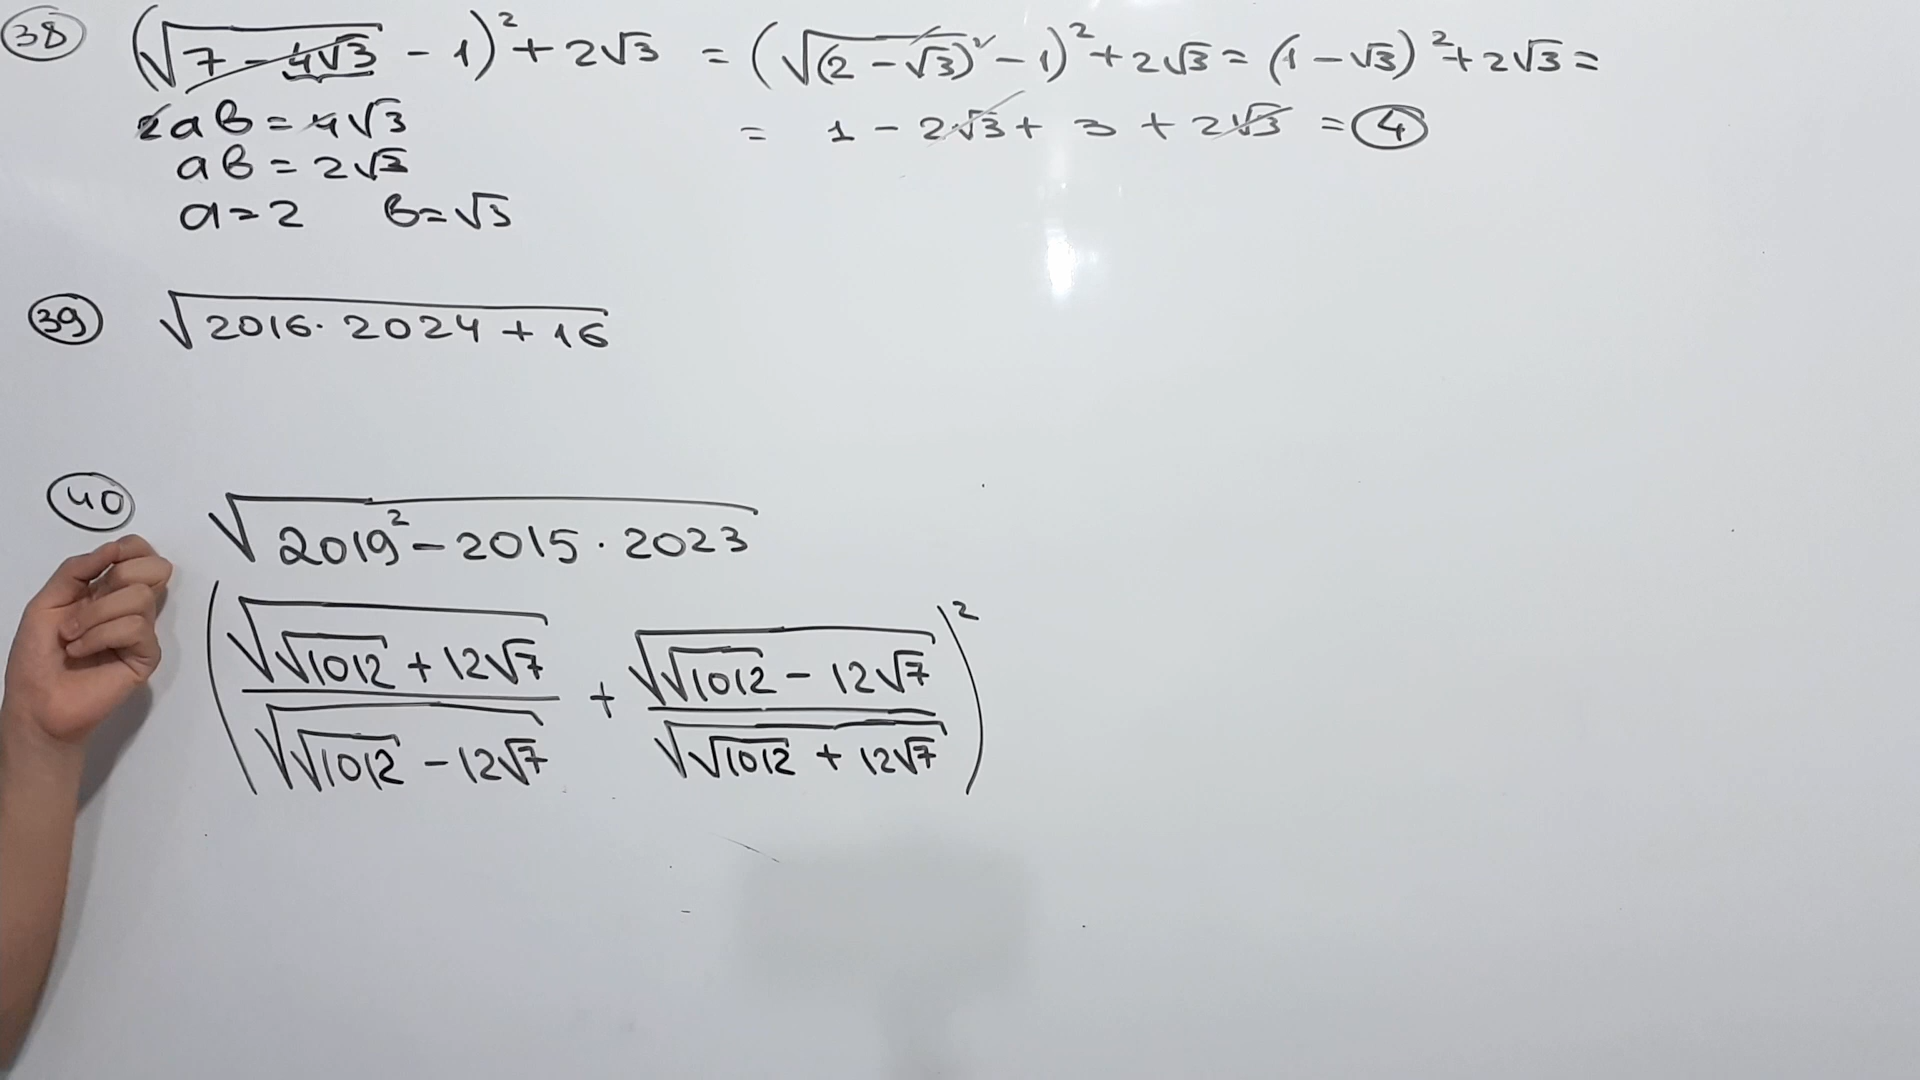 38 (√(7 - 4√3) - 1)² + 2√3 = (√((2 - √3)²) - 1)² + 2√3 = (1 - √3)² + 2√3 =
2ab = 4√3 = 1 - 2√3 + 3 + 2√3 = 4
ab = 2√3
a = 2 b = √3
39 √(2016 · 2024 + 16)
40 √(2019² - 2015 · 2023)
(√(√1012 + 12√7) / √(√1012 - 12√7) + √(√1012 - 12√7) / √(√1012 + 12√7))²